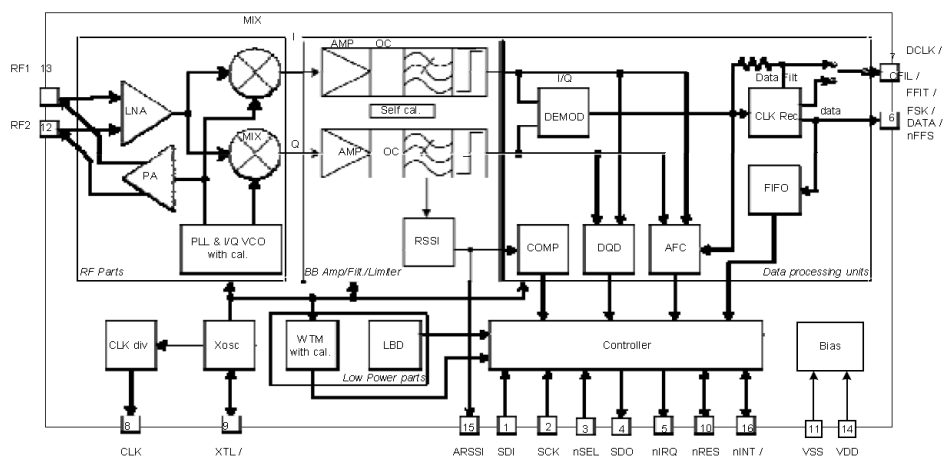 MIX
I
AMP OC
7 DCLK /
RF1 13
I/Q
Data Filt
CFIL /
FFIT /
LNA
Self cal.
DEMOD
CLK Rec
data
FSK /
RF2
12
6
DATA /
nFFS
MIX
Q
AMP OC
PA
FIFO
RSSI
COMP
DQD
AFC
PLL & I/Q VCO
with cal.
RF Parts
BB Amp/Filt./Limiter
Data processing units
CLK div
Xosc
WTM
with cal.
LBD
Controller
Bias
Low Power parts
8
9
15
1
2
3
4
5
10
16
11
14
CLK
XTL /
ARSSI
SDI
SCK
nSEL
SDO
nIRQ
nRES
nINT /
VSS
VDD